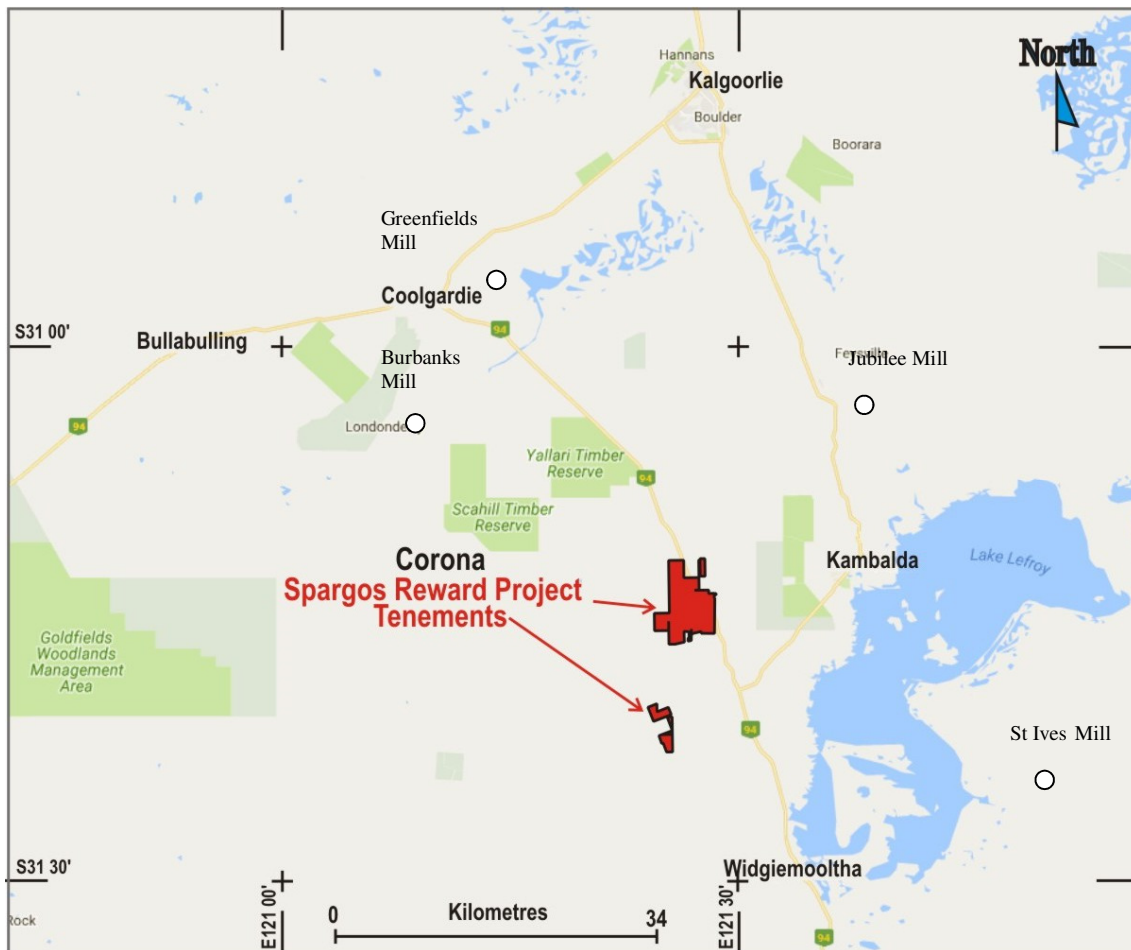 Hannans
Kalgoorlie
North
Boulder
Boorara
Greenfields
Mill
Coolgardie
S31 00'
94
Bullabulling
Burbanks
Mill
Jubilee Mill
94
Yallari Timber
Reserve
94
Scahill Timber
Reserve
Corona
Kambalda
Lake Lefroy
Spargos Reward Project
Tenements
Goldfields
Woodlands
Management
Area
94
St Ives Mill
S31 30'
Widgiemooltha
E121 00'
E121 30'
0
Kilometres
34
94